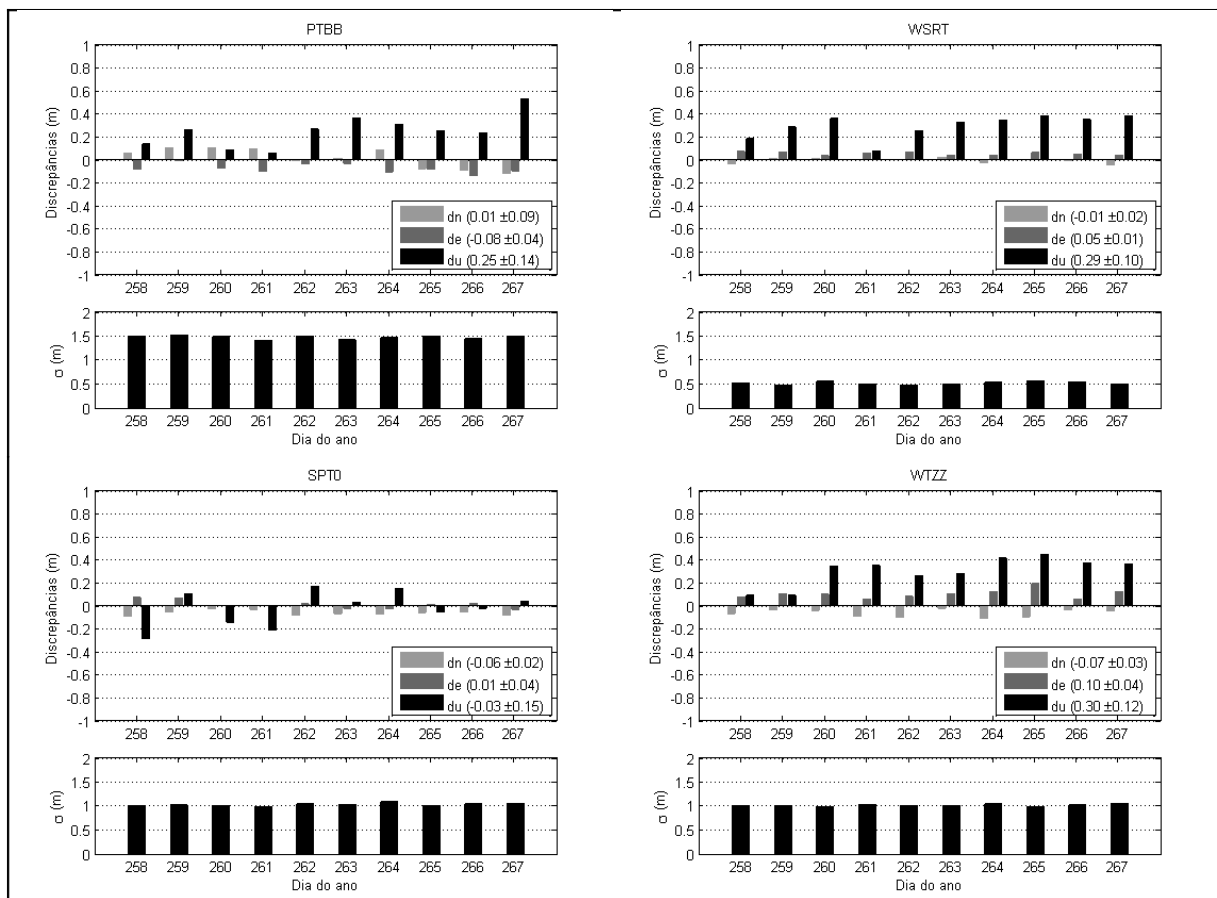 PTBB
1
0.8
0.6
0.4
0.2
0
-0.2
-0.4
-0.6
-0.8
-1
Discrepâncias (m)
dn (0.01 ±0.09)
de (-0.08 ±0.04)
du (0.25 ±0.14)
258 259 260 261 262 263 264 265 266 267
2
1.5
1
0.5
0
σ (m)
258 259 260 261 262 263 264 265 266 267
Dia do ano
WSRT
1
0.8
0.6
0.4
0.2
0
-0.2
-0.4
-0.6
-0.8
-1
Discrepâncias (m)
dn (-0.01 ±0.02)
de (0.05 ±0.01)
du (0.29 ±0.10)
258 259 260 261 262 263 264 265 266 267
2
1.5
1
0.5
0
σ (m)
258 259 260 261 262 263 264 265 266 267
Dia do ano
SPT0
1
0.8
0.6
0.4
0.2
0
-0.2
-0.4
-0.6
-0.8
-1
Discrepâncias (m)
dn (-0.06 ±0.02)
de (0.01 ±0.04)
du (-0.03 ±0.15)
258 259 260 261 262 263 264 265 266 267
2
1.5
1
0.5
0
σ (m)
258 259 260 261 262 263 264 265 266 267
Dia do ano
WTZZ
1
0.8
0.6
0.4
0.2
0
-0.2
-0.4
-0.6
-0.8
-1
Discrepâncias (m)
dn (-0.07 ±0.03)
de (0.10 ±0.04)
du (0.30 ±0.12)
258 259 260 261 262 263 264 265 266 267
2
1.5
1
0.5
0
σ (m)
258 259 260 261 262 263 264 265 266 267
Dia do ano